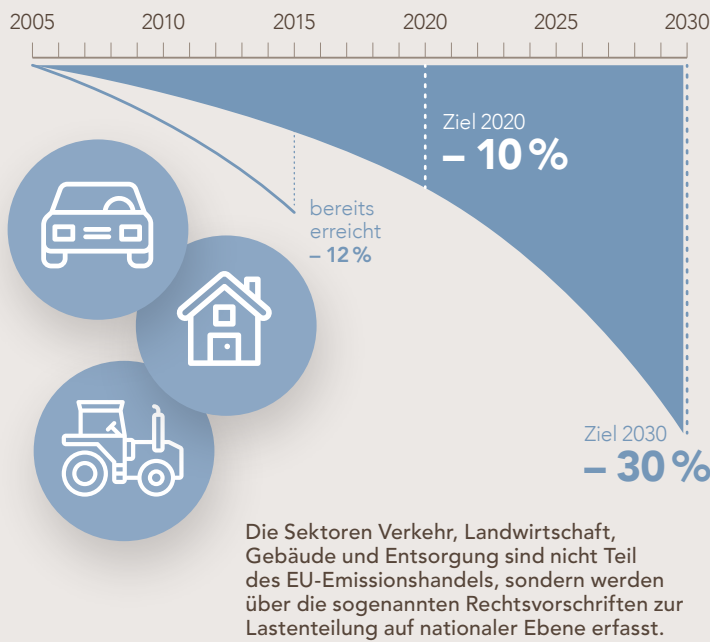 2005 2010 2015 2020 2025 2030
Ziel 2020
– 10 %
bereits
erreicht
– 12 %
Ziel 2030
– 30 %
Die Sektoren Verkehr, Landwirtschaft,
Gebäude und Entsorgung sind nicht Teil
des EU-Emissionshandels, sondern werden
über die sogenannten Rechtsvorschriften zur
Lastenteilung auf nationaler Ebene erfasst.